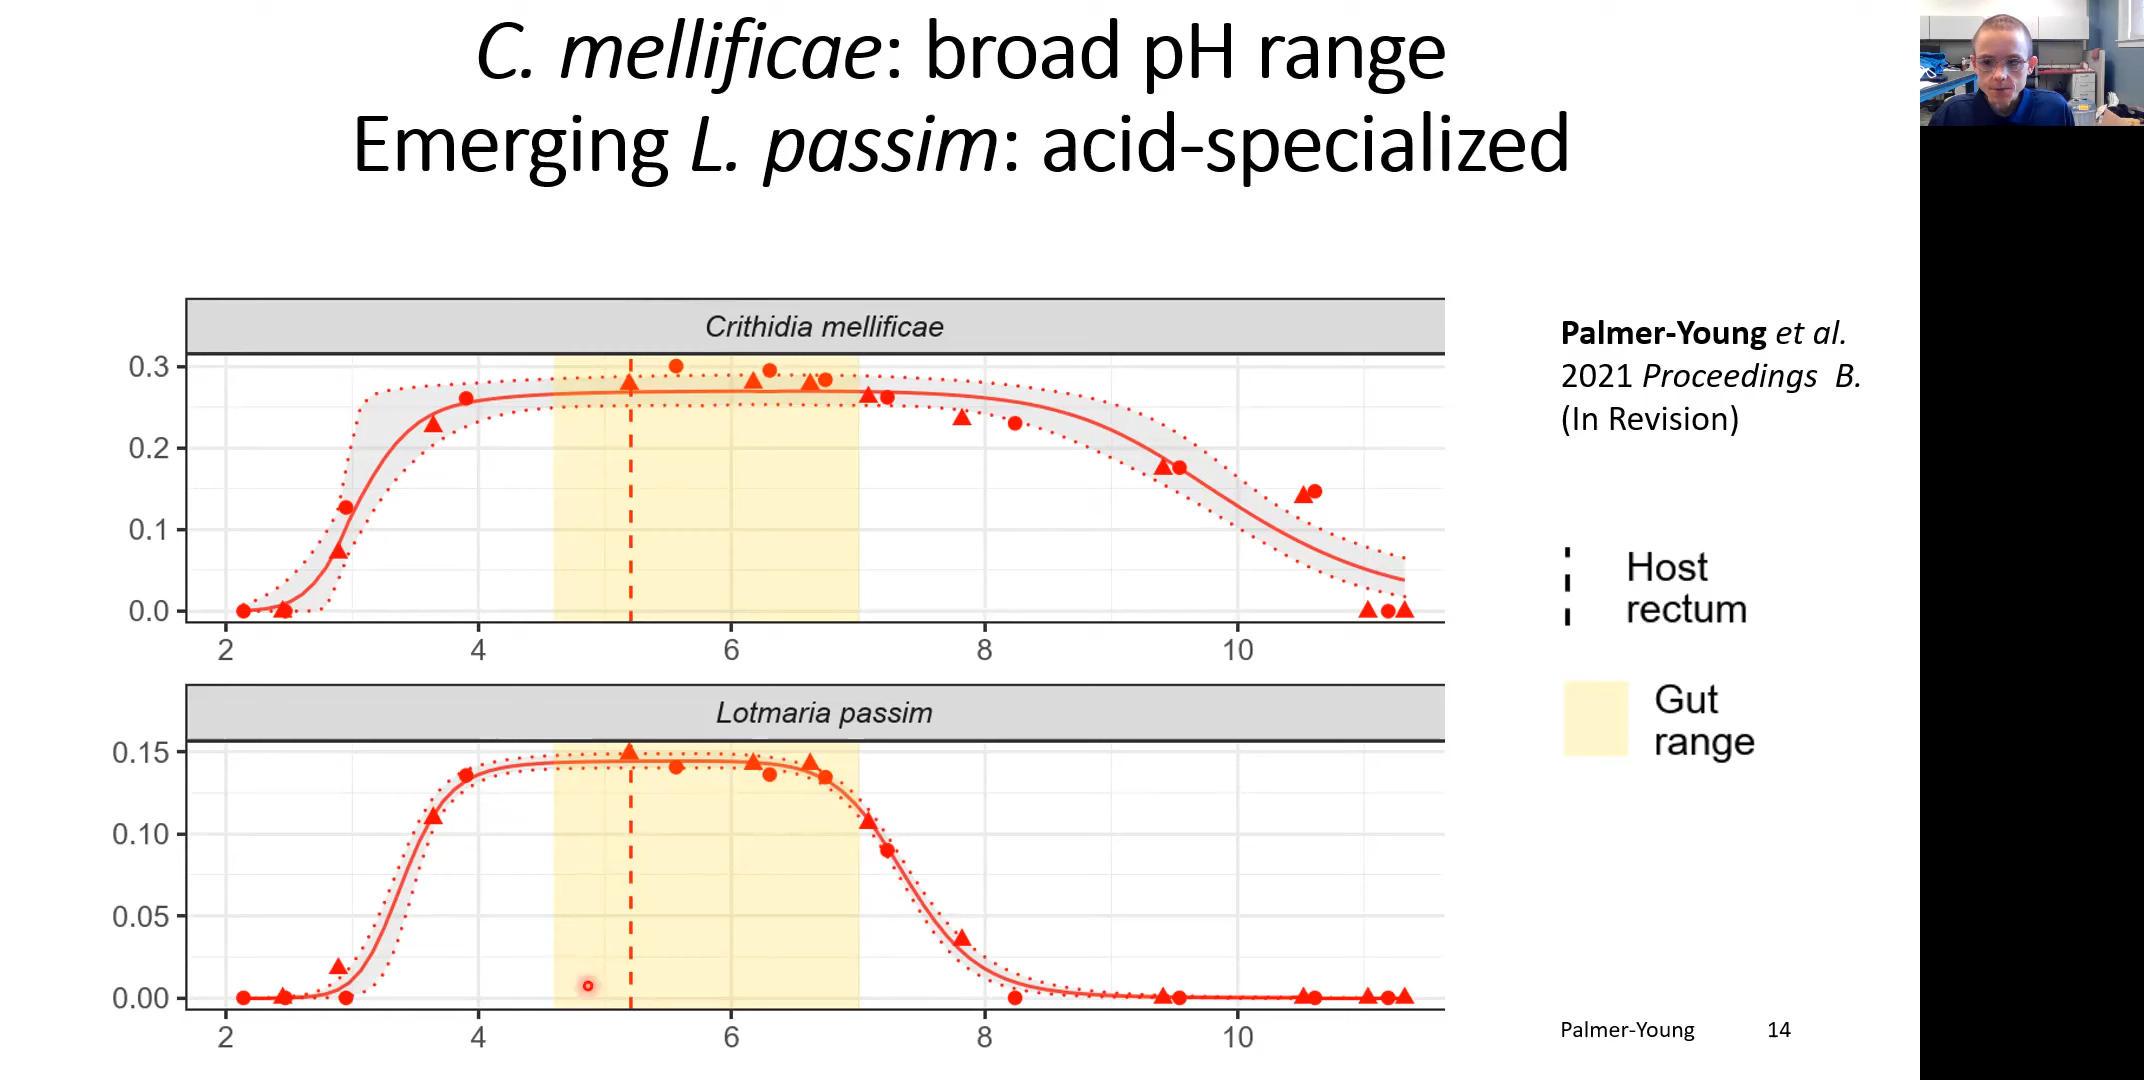 C. mellificae: broad pH range
Emerging L. passim: acid-specialized
Crithidia mellificae
0.3
0.2
0.1
0.0
2 4 6 8 10
Lotmaria passim
0.15
0.10
0.05
0.00
2 4 6 8 10
Palmer-Young et al.
2021 Proceedings B.
(In Revision)
Host
rectum
Gut
range
Palmer-Young 14